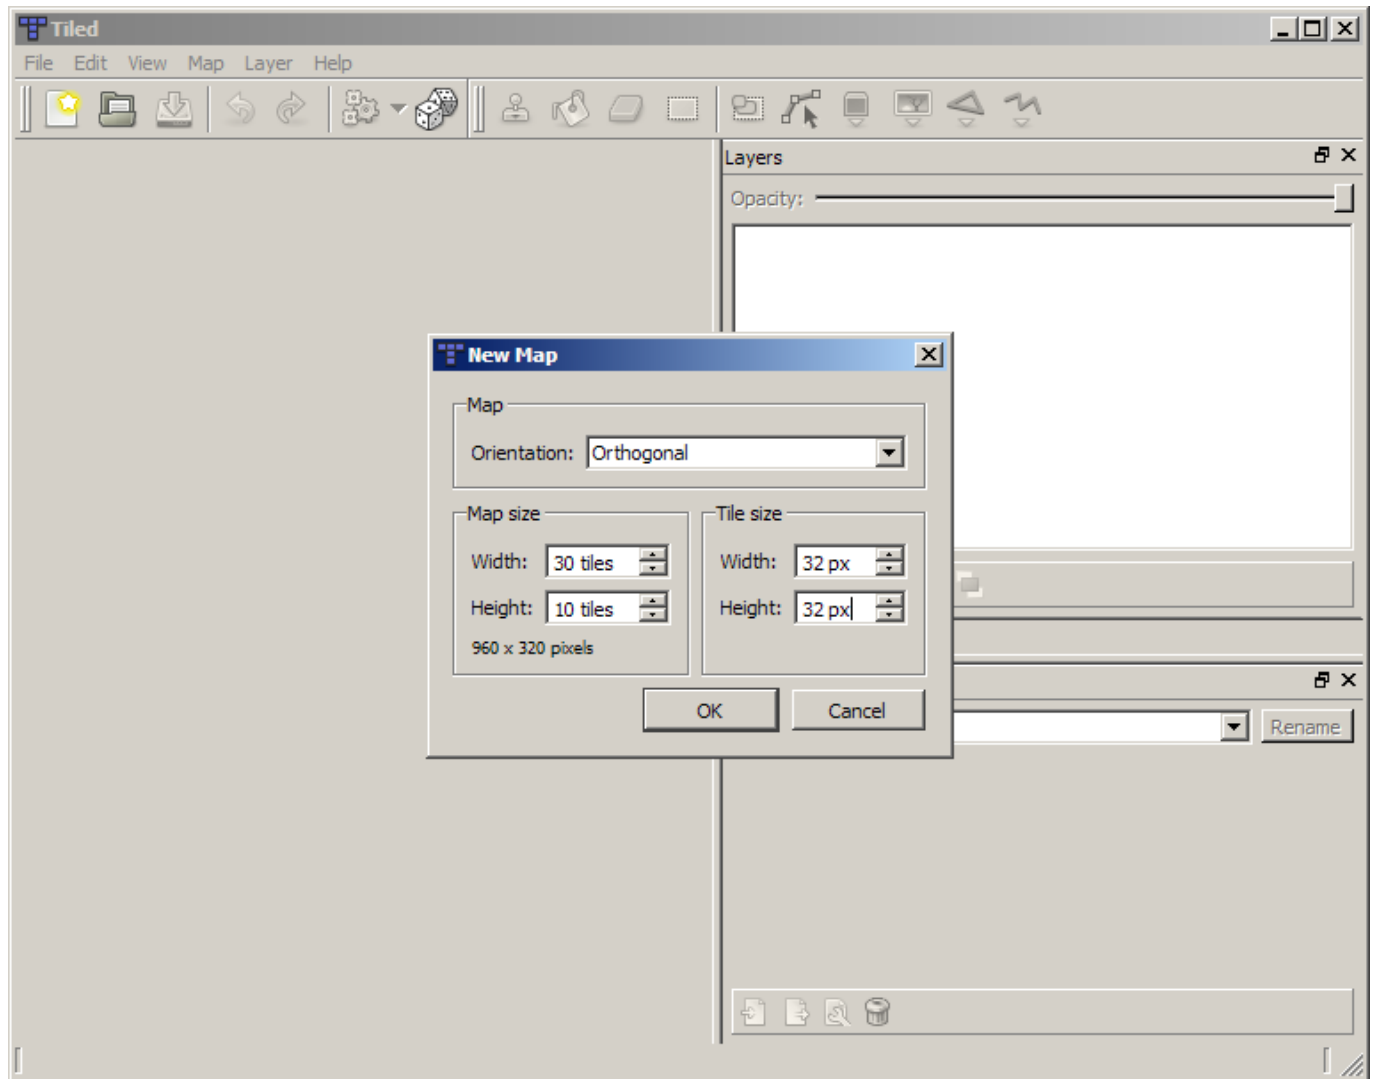 Tiled
File Edit View Map Layer Help
Layers
Opacity:
New Map
Map
Orientation: Orthogonal
Map size
Width: 30 tiles
Height: 10 tiles
960 x 320 pixels
Tile size
Width: 32 px
Height: 32 px
OK Cancel
Rename